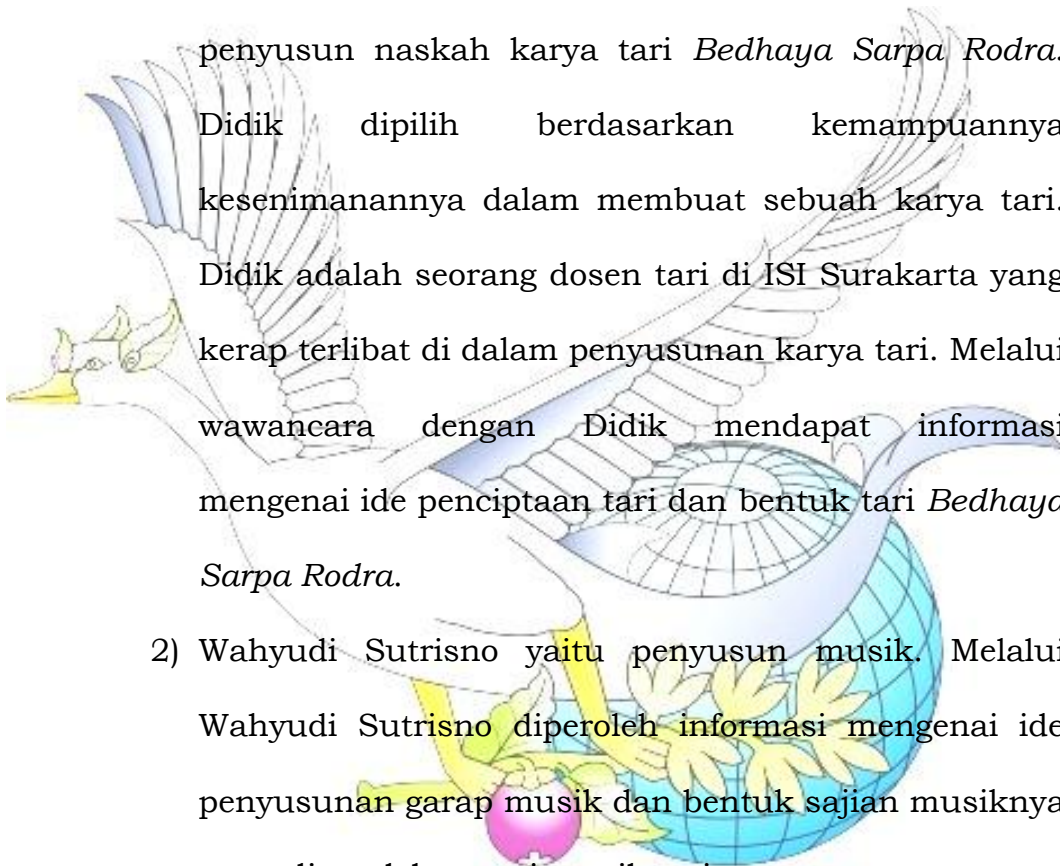 penyusun naskah karya tari Bedhaya Sarpa Rodra.
Didik dipilih berdasarkan kemampuannya
kesenimanannya dalam membuat sebuah karya tari.
Didik adalah seorang dosen tari di ISI Surakarta yang
kerap terlibat di dalam penyusunan karya tari. Melalui
wawancara dengan Didik mendapat informasi
mengenai ide penciptaan tari dan bentuk tari Bedhaya
Sarpa Rodra.
2) Wahyudi Sutrisno yaitu penyusun musik. Melalui
Wahyudi Sutrisno diperoleh informasi mengenai ide
penyusunan garap musik dan bentuk sajian musiknya